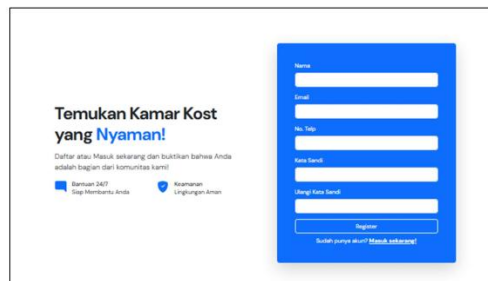 Temukan Kamar Kost
yang Nyaman!
Daftar atau Masuk sekarang dan buktikan bahwa Anda
adalah bagian dari komunitas kami!
Bantuan 24/7
Siap Membantu Anda
Keamanan
Lingkungan Aman
Nama
Email
No. Telp
Kata Sandi
Ulangi Kata Sandi
Register
Sudah punya akun? Masuk sekarang!